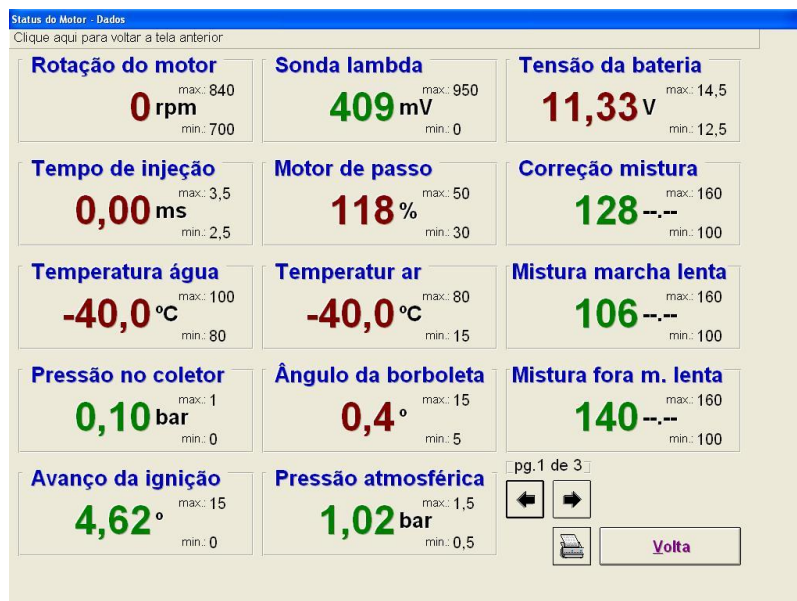 Status do Motor - Dados
Clique aqui para voltar a tela anterior
Rotação do motor
max.: 840
0 rpm
min.: 700
Sonda lambda
max.: 950
409 mV
min.: 0
Tensão da bateria
max.: 14,5
11,33 V
min.: 12,5
Tempo de injeção
max.: 3,5
0,00 ms
min.: 2,5
Motor de passo
max.: 50
118 %
min.: 30
Correção mistura
max.: 160
128 --.--
min.: 100
Temperatura água
max.: 100
-40,0 ºC
min.: 80
Temperatur ar
max.: 80
-40,0 ºC
min.: 15
Mistura marcha lenta
max.: 160
106 --.--
min.: 100
Pressão no coletor
max.: 1
0,10 bar
min.: 0
Ângulo da borboleta
max.: 15
0,4 º
min.: 5
Mistura fora m. lenta
max.: 160
140 --.--
min.: 100
Avanço da ignição
max.: 15
4,62 º
min.: 0
Pressão atmosférica
max.: 1,5
1,02 bar
min.: 0,5
pg.1 de 3
Volta